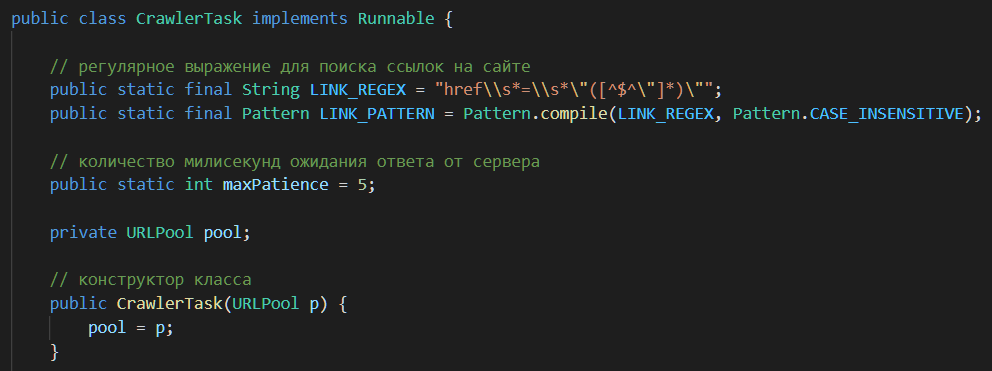 public class CrawlerTask implements Runnable {
// регулярное выражение для поиска ссылок на сайте
public static final String LINK_REGEX = "href\\s*=\\s*\"([^$^\"]*)\"";
public static final Pattern LINK_PATTERN = Pattern.compile(LINK_REGEX, Pattern.CASE_INSENSITIVE);
// количество милисекунд ожидания ответа от сервера
public static int maxPatience = 5;
private URLPool pool;
// конструктор класса
public CrawlerTask(URLPool p) {
pool = p;
}